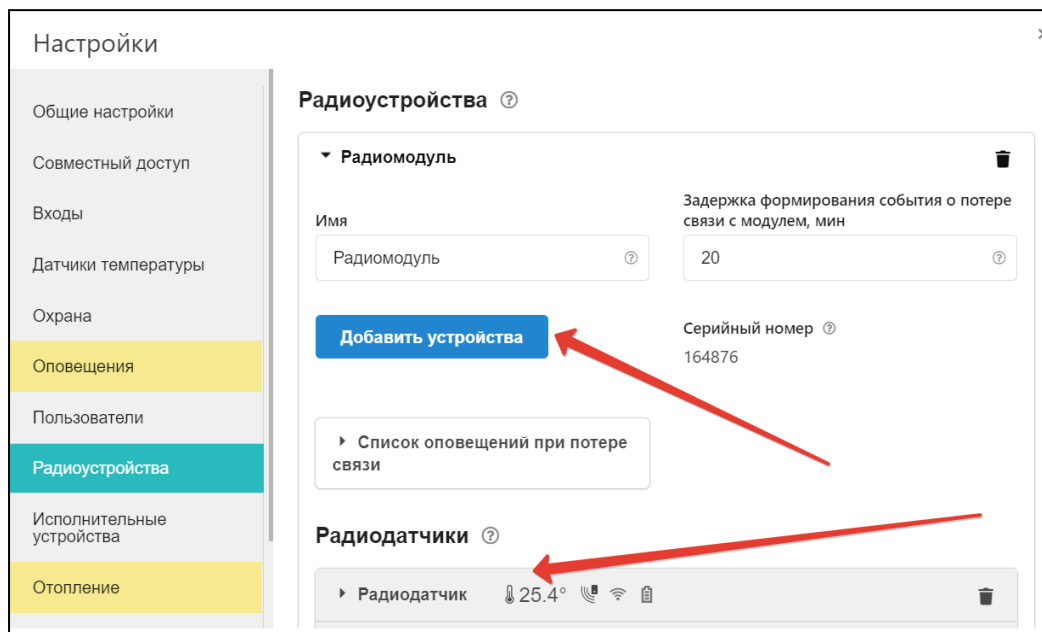 Настройки
Общие настройки
Совместный доступ
Входы
Датчики температуры
Охрана
Оповещения
Пользователи
Радиоустройства
Исполнительные
устройства
Отопление
Радиоустройства
Радиомодуль
Имя
Радиомодуль
Задержка формирования события о потере
связи с модулем, мин
20
Добавить устройства
Серийный номер
164876
Список оповещений при потере
связи
Радиодатчики
Радиодатчик 25.4°